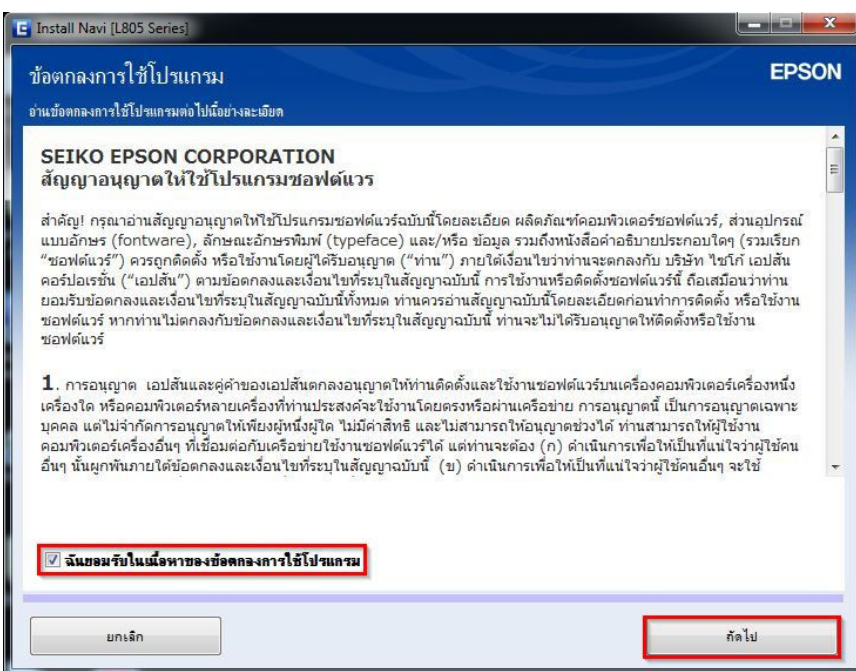 Install Navi [L805 Series]
ข้อตกลงการใช้โปรแกรม
EPSON
อ่านข้อตกลงการใช้โปรแกรมต่อไปนี้อย่างละเอียด
SEIKO EPSON CORPORATION
สัญญาอนุญาตให้ใช้โปรแกรมซอฟต์แวร
สำคัญ! กรุณาอ่านสัญญาอนุญาตให้ใช้โปรแกรมซอฟต์แวร์ฉบับนี้โดยละเอียด ผลิตภัณฑ์คอมพิวเตอร์ซอฟต์แวร์, ส่วนอุปกรณ์
แบบอักษร (fontware), ลักษณะอักษรพิมพ์ (typeface) และ/หรือ ข้อมูล รวมถึงหนังสือคำอธิบายประกอบใดๆ (รวมเรียก
“ซอฟต์แวร์”) ควรถูกติดตั้ง หรือใช้งานโดยผู้ได้รับอนุญาต (“ท่าน”) ภายใต้เงื่อนไขว่าท่านจะตกลงกับ บริษัท ไซโก้ เอปสัน
คอร์ปอเรชั่น (“เอปสัน”) ตามข้อตกลงและเงื่อนไขที่ระบุในสัญญาฉบับนี้ การใช้งานหรือติดตั้งซอฟต์แวร์นี้ ถือเสมือนว่าท่าน
ยอมรับข้อตกลงและเงื่อนไขที่ระบุในสัญญาฉบับนี้ทั้งหมด ท่านควรอ่านสัญญาฉบับนี้โดยละเอียดก่อนทำการติดตั้ง หรือใช้งาน
ซอฟต์แวร์ หากท่านไม่ตกลงกับข้อตกลงและเงื่อนไขที่ระบุในสัญญาฉบับนี้ ท่านจะไม่ได้รับอนุญาตให้ติดตั้งหรือใช้งาน
ซอฟต์แวร์
1. การอนุญาต เอปสันและคู่ค้าของเอปสันตกลงอนุญาตให้ท่านติดตั้งและใช้งานซอฟต์แวร์บนเครื่องคอมพิวเตอร์เครื่องหนึ่ง
เครื่องใด หรือคอมพิวเตอร์หลายเครื่องที่ท่านประสงค์จะใช้งานโดยตรงหรือผ่านเครือข่าย การอนุญาตนี้ เป็นการอนุญาตเฉพาะ
บุคคล แต่ไม่จำกัดการอนุญาตให้เพียงผู้หนึ่งผู้ใด ไม่มีค่าสิทธิ และไม่สามารถให้อนุญาตช่วงได้ ท่านสามารถให้ผู้ใช้งาน
คอมพิวเตอร์เครื่องอื่นๆ ที่เชื่อมต่อกับเครือข่ายใช้งานซอฟต์แวร์ได้ แต่ท่านจะต้อง (ก) ดำเนินการเพื่อให้เป็นที่แน่ใจว่าผู้ใช้คน
อื่นๆ นั้นผูกพันภายใต้ข้อตกลงและเงื่อนไขที่ระบุในสัญญาฉบับนี้ (ข) ดำเนินการเพื่อให้เป็นที่แน่ใจว่าผู้ใช้คนอื่นๆ จะใช้
ฉันยอมรับในเนื้อหาของข้อตกลงการใช้โปรแกรม
ยกเลิก
ถัดไป